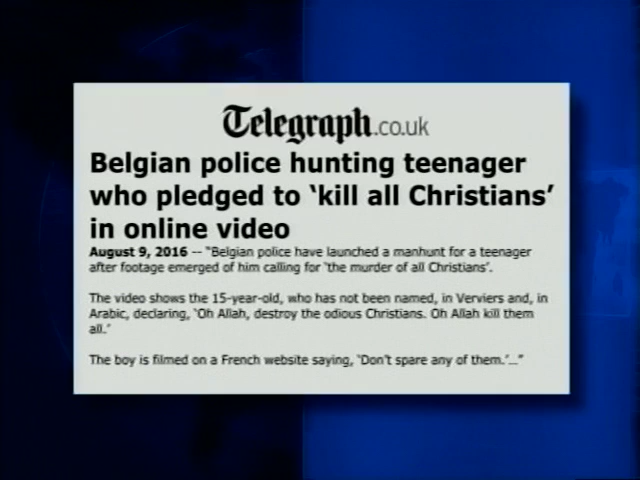 Telegraph.co.uk
Belgian police hunting teenager
who pledged to ‘kill all Christians’
in online video
August 9, 2016 -- "Belgian police have launched a manhunt for a teenager
after footage emerged of him calling for 'the murder of all Christians'.
The video shows the 15-year-old, who has not been named, in Verviers and, in
Arabic, declaring, 'Oh Allah, destroy the odious Christians. Oh Allah kill them
all.'
The boy is filmed on a French website saying, 'Don't spare any of them.'..."